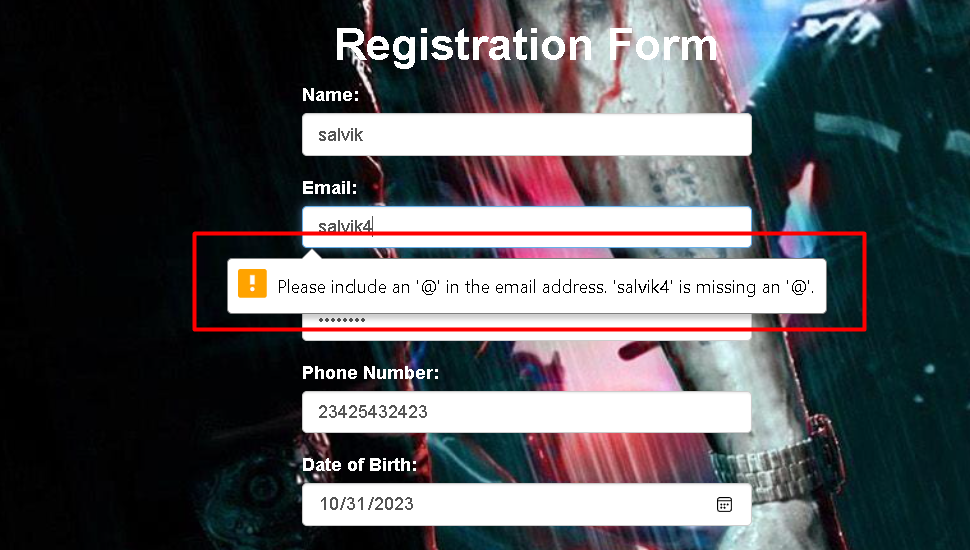 Registration Form
Name:
salvik
Email:
salvik4
Please include an '@' in the email address. 'salvik4' is missing an '@'.
••••••••
Phone Number:
23425432423
Date of Birth:
10/31/2023